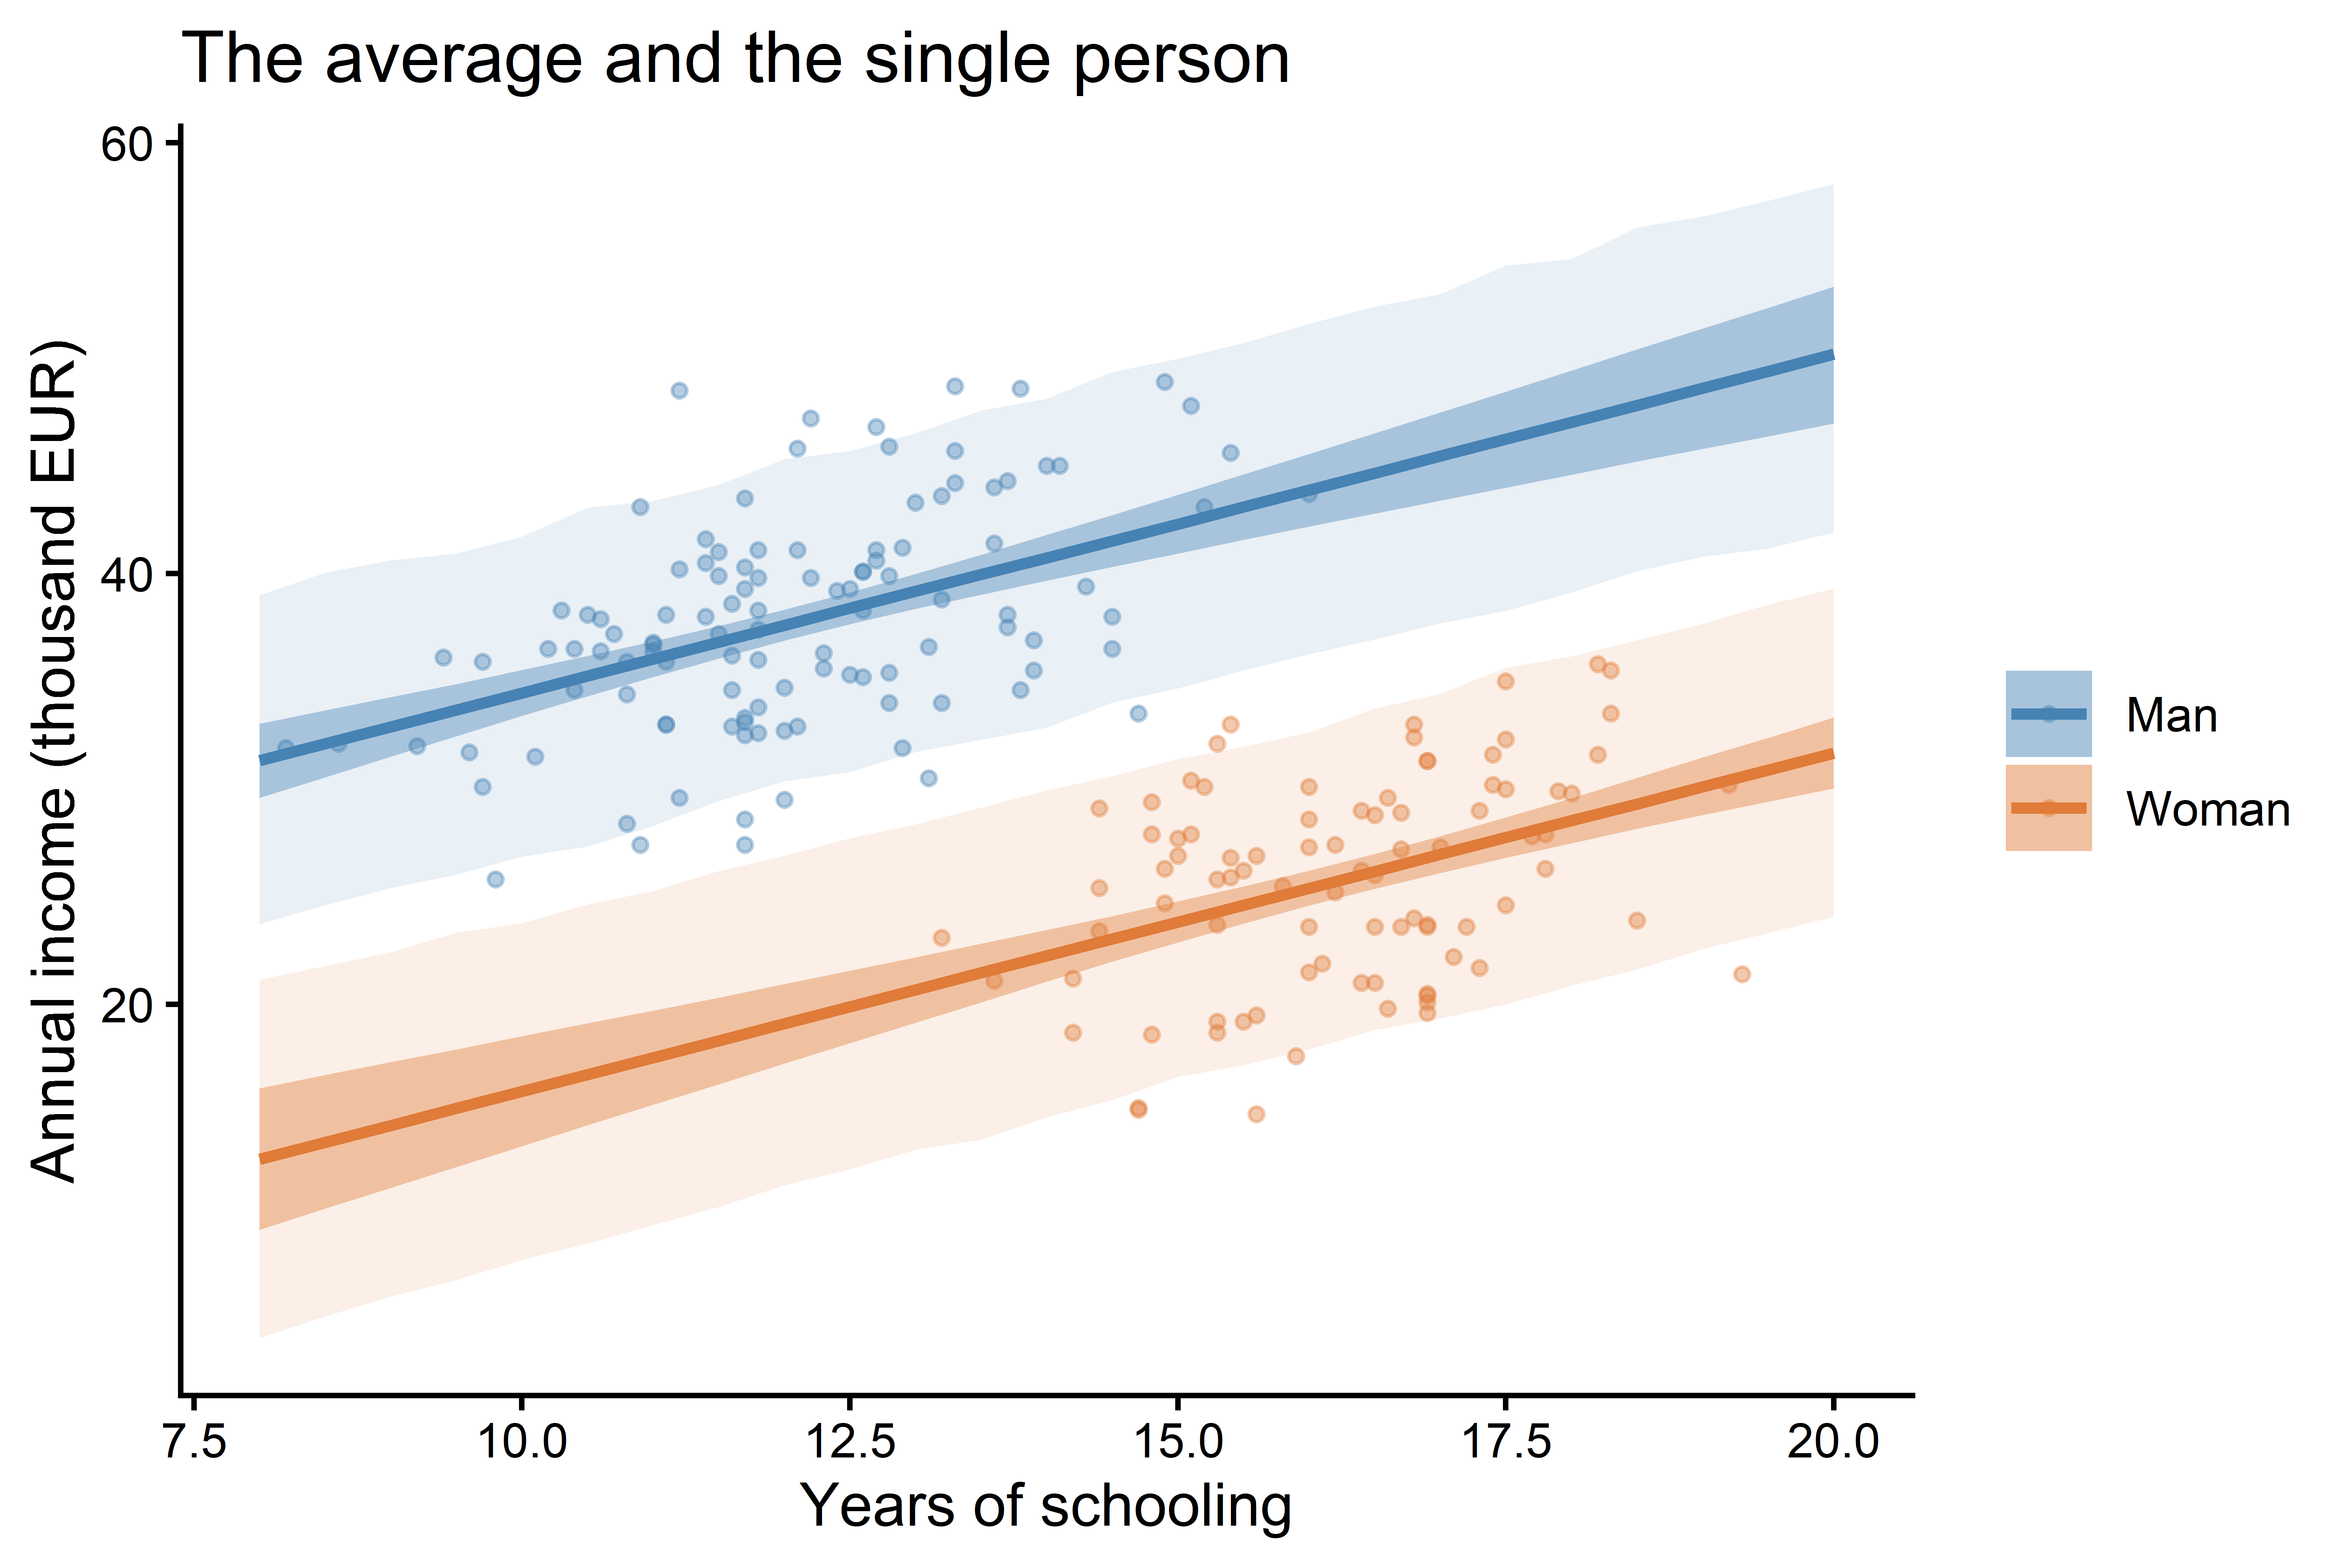 The average and the single person
Annual income (thousand EUR)
60
40
20
7.5 10.0 12.5 15.0 17.5 20.0
Years of schooling
Man
Woman